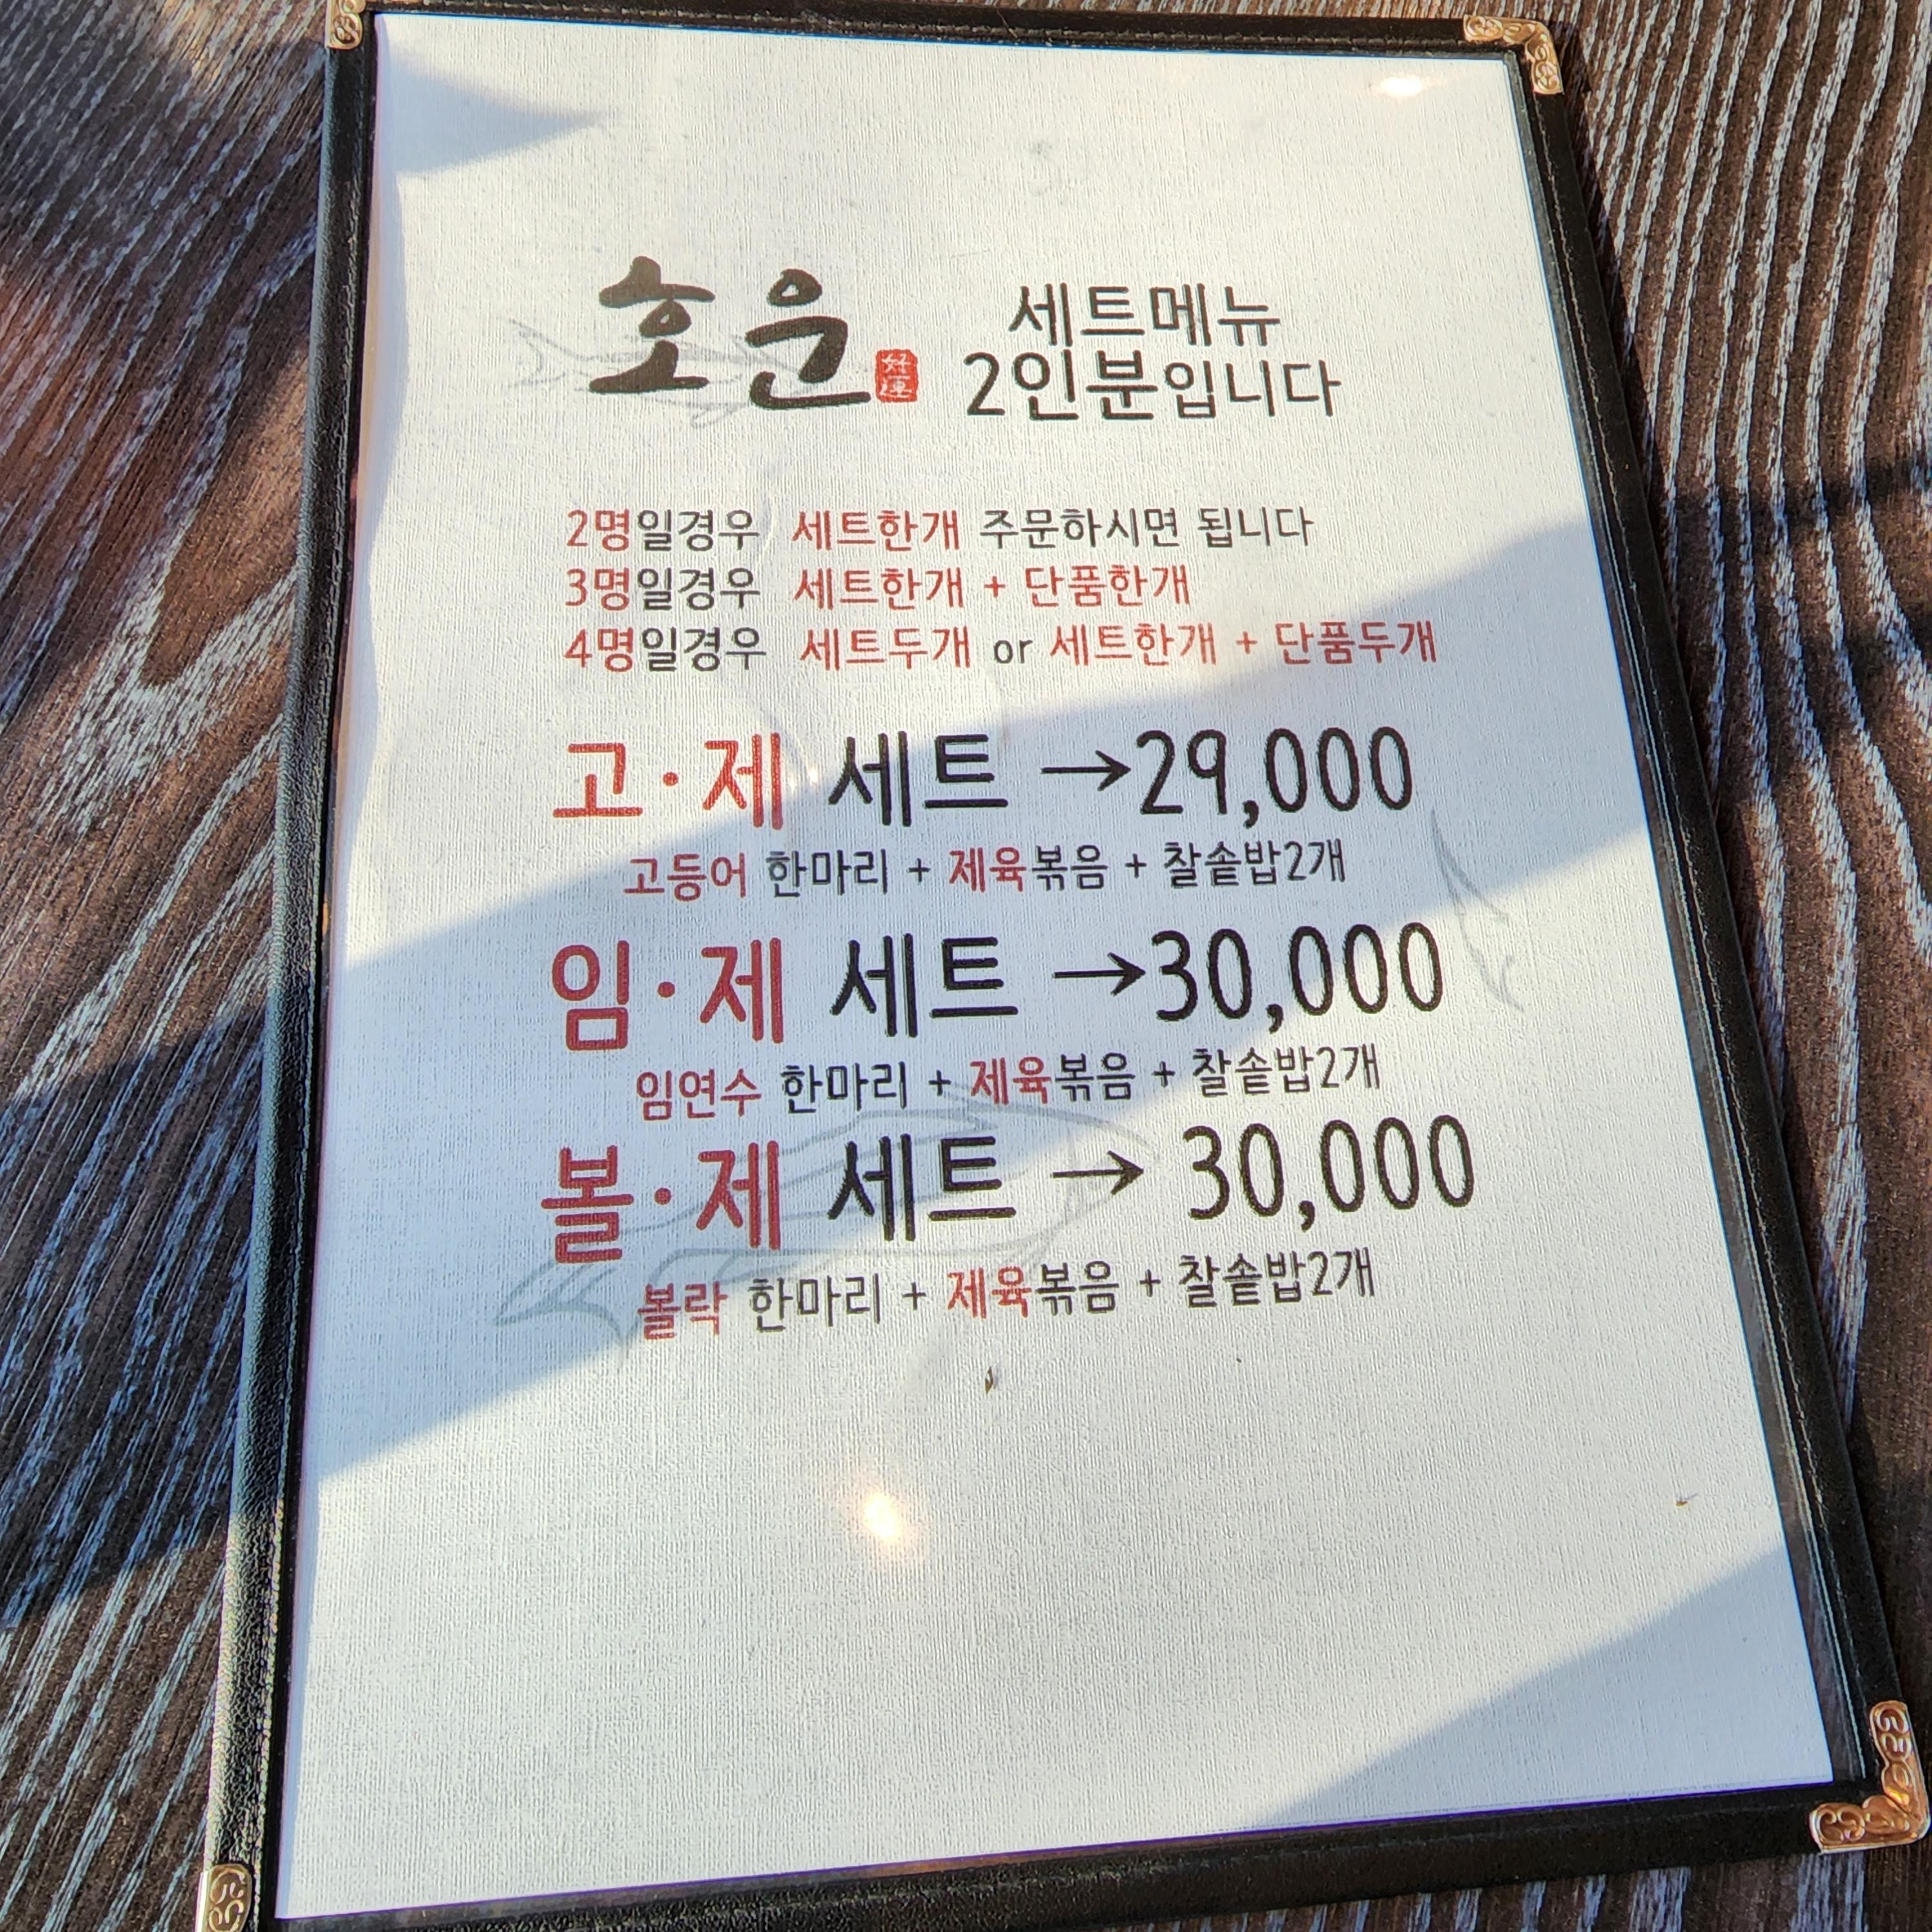 호운 好運 세트메뉴
2인분입니다
2명일경우 세트한개 주문하시면 됩니다
3명일경우 세트한개 + 단품한개
4명일경우 세트두개 or 세트한개 + 단품두개
고·제 세트 →29,000
고등어 한마리 + 제육볶음 + 찰솥밥2개
임·제 세트 →30,000
임연수 한마리 + 제육볶음 + 찰솥밥2개
볼·제 세트 → 30,000
볼락 한마리 + 제육볶음 + 찰솥밥2개